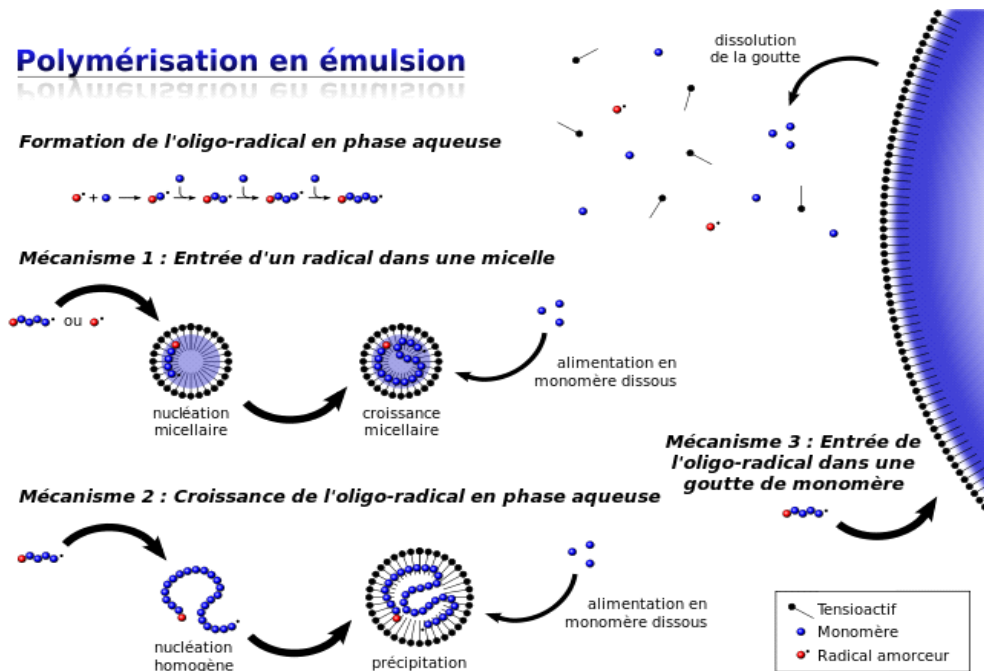 Polymérisation en émulsion
dissolution
de la goutte
Formation de l'oligo-radical en phase aqueuse
+
Mécanisme 1 : Entrée d'un radical dans une micelle
ou
alimentation en
monomère dissous
nucléation
micellaire
croissance
micellaire
Mécanisme 3 : Entrée de
l'oligo-radical dans une
goutte de monomère
Mécanisme 2 : Croissance de l'oligo-radical en phase aqueuse
alimentation en
monomère dissous
nucléation
homogène
précipitation
Tensioactif
Monomère
Radical amorceur